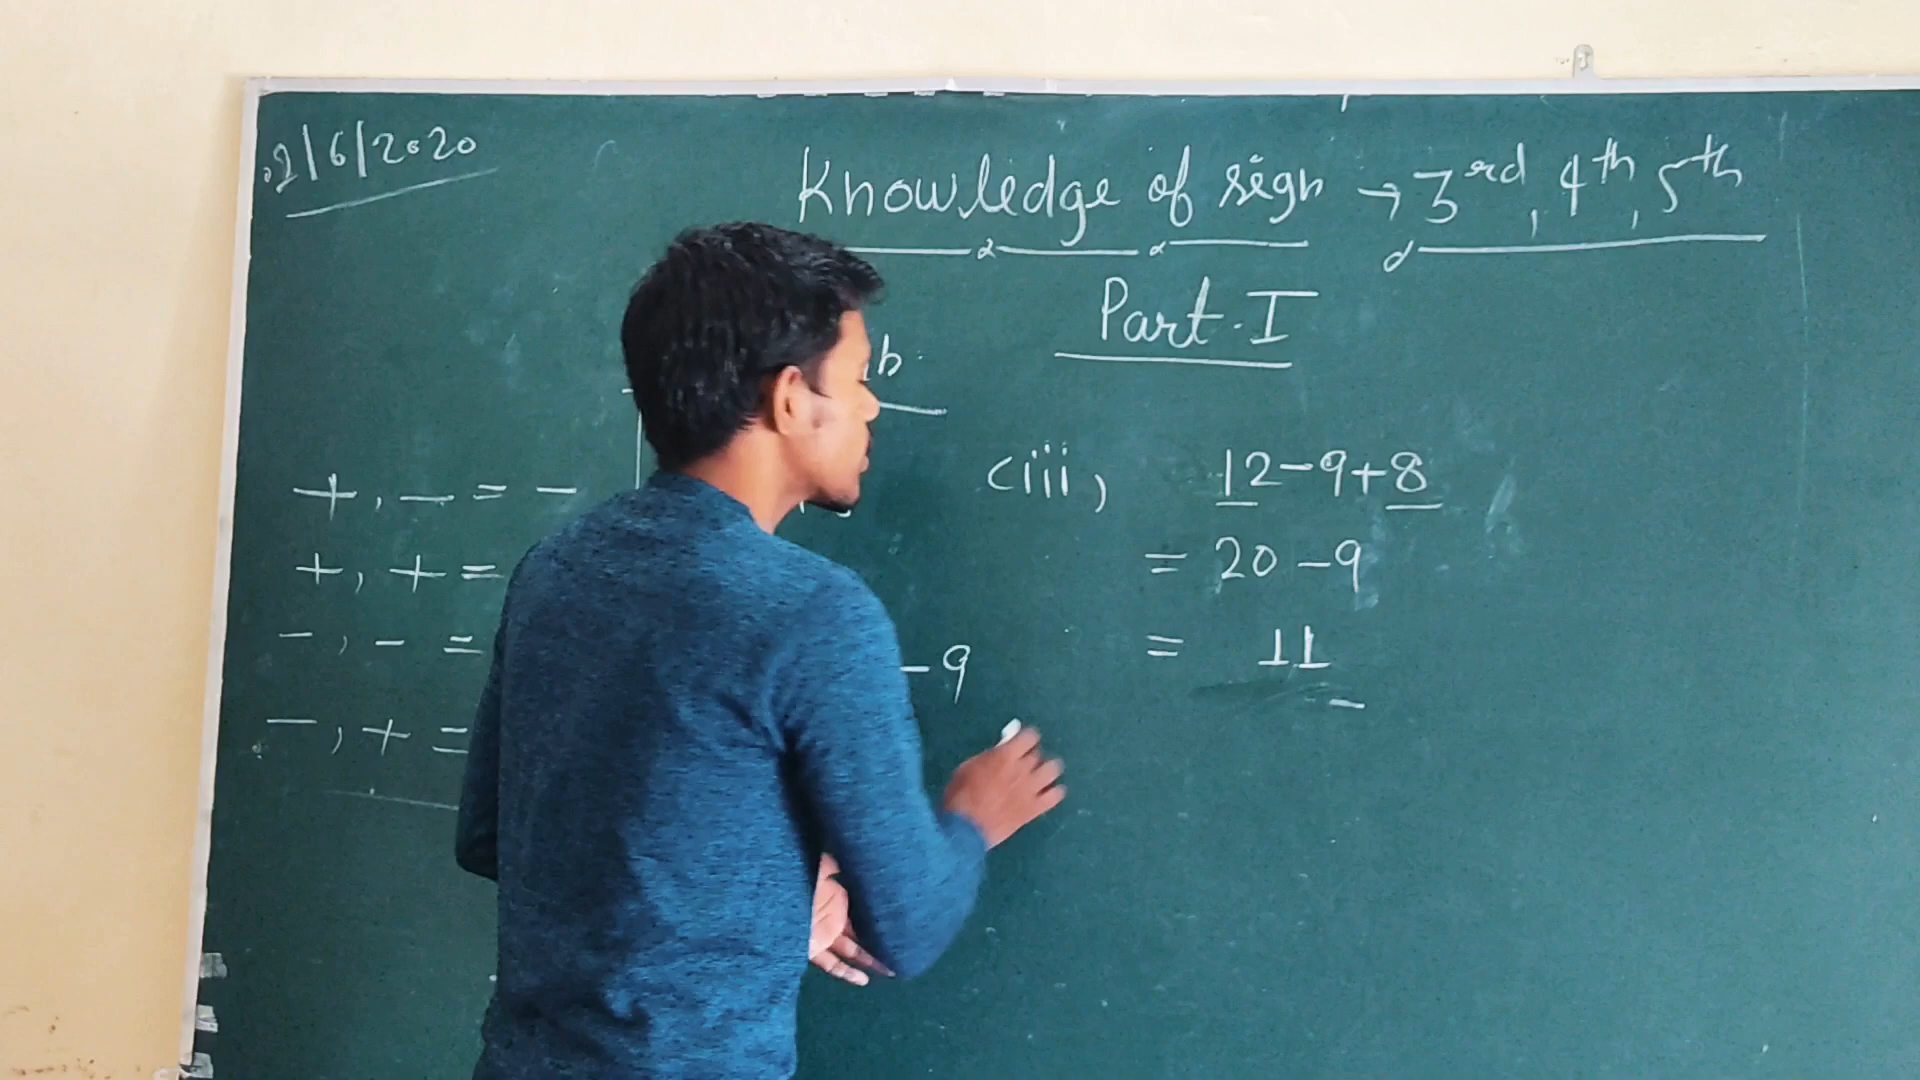 2/6/2020
Knowledge of sign → 3rd, 4th, 5th
Part-I
+, - = -
+, + =
-, - =
-, + =
- 9
(iii) 12-9+8
= 20-9
= 11